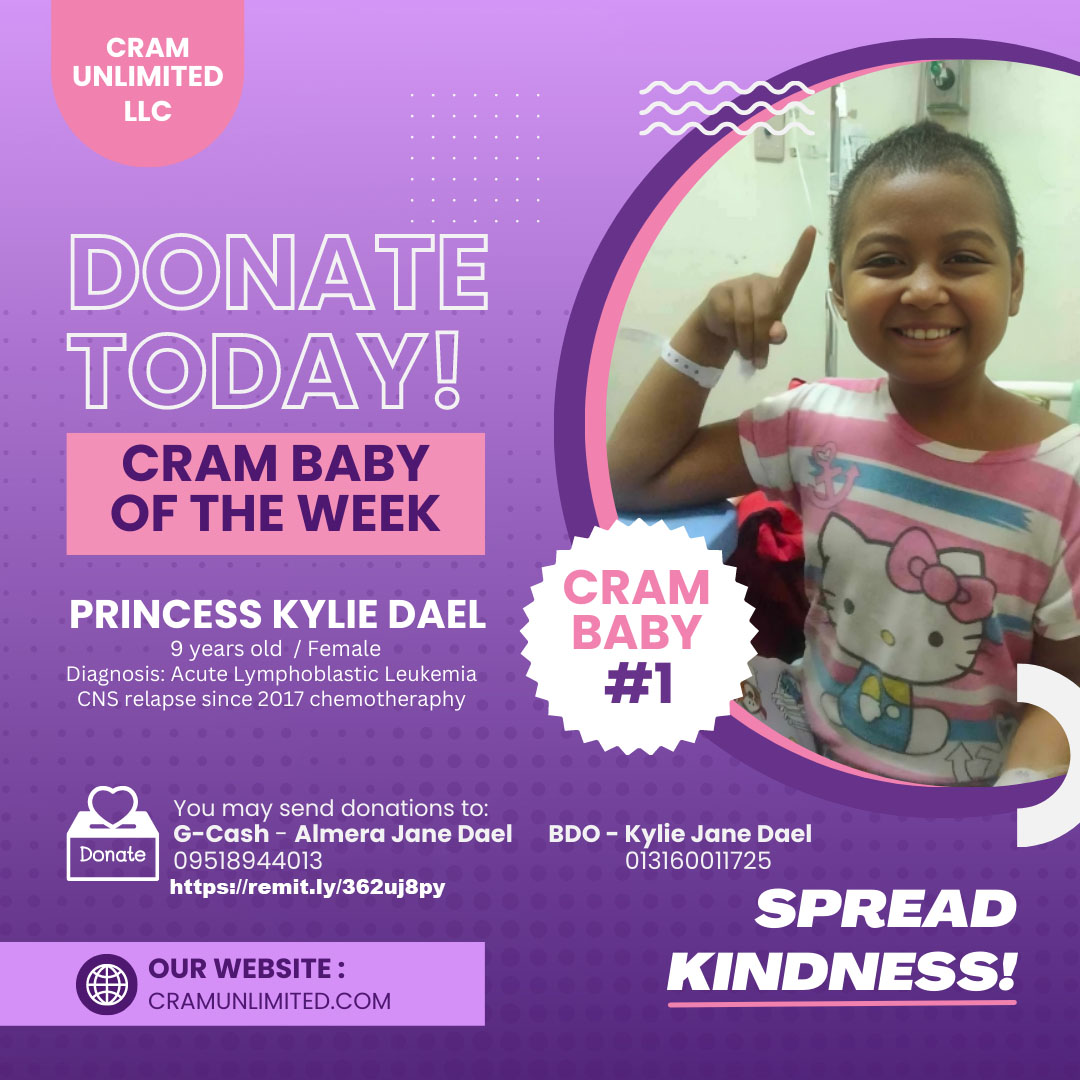 CRAM
UNLIMITED
LLC
DONATE
TODAY!
CRAM BABY
OF THE WEEK
PRINCESS KYLIE DAEL
9 years old / Female
Diagnosis: Acute Lymphoblastic Leukemia
CNS relapse since 2017 chemotheraphy
CRAM
BABY
#1
Donate
You may send donations to:
G-Cash - Almera Jane Dael
09518944013
https://remit.ly/362uj8py
BDO - Kylie Jane Dael
013160011725
SPREAD
KINDNESS!
OUR WEBSITE :
CRAMUNLIMITED.COM